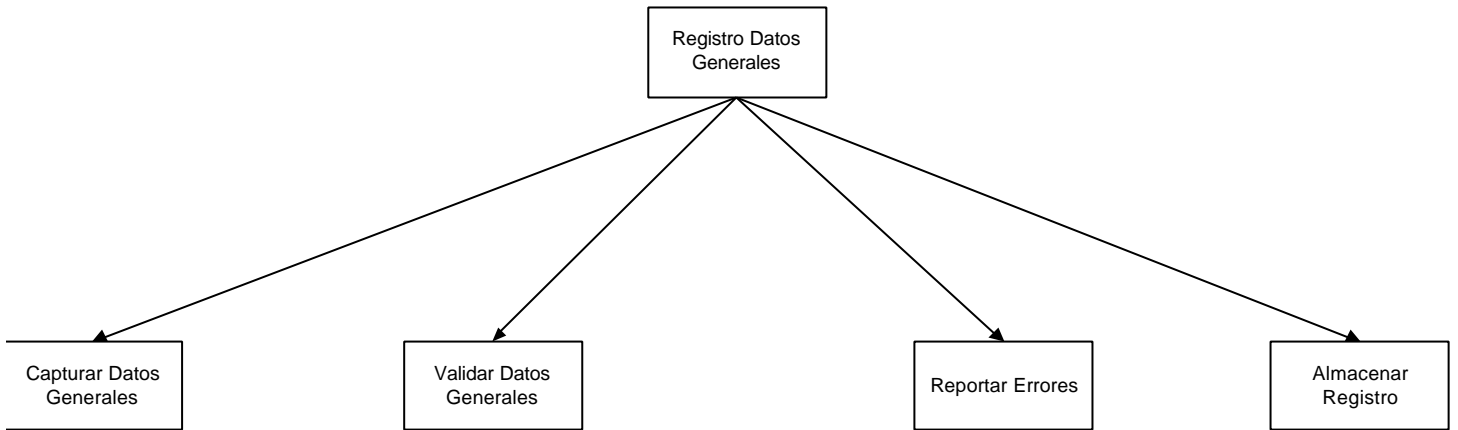 Registro Datos
Generales
Capturar Datos
Generales
Validar Datos
Generales
Reportar Errores
Almacenar
Registro